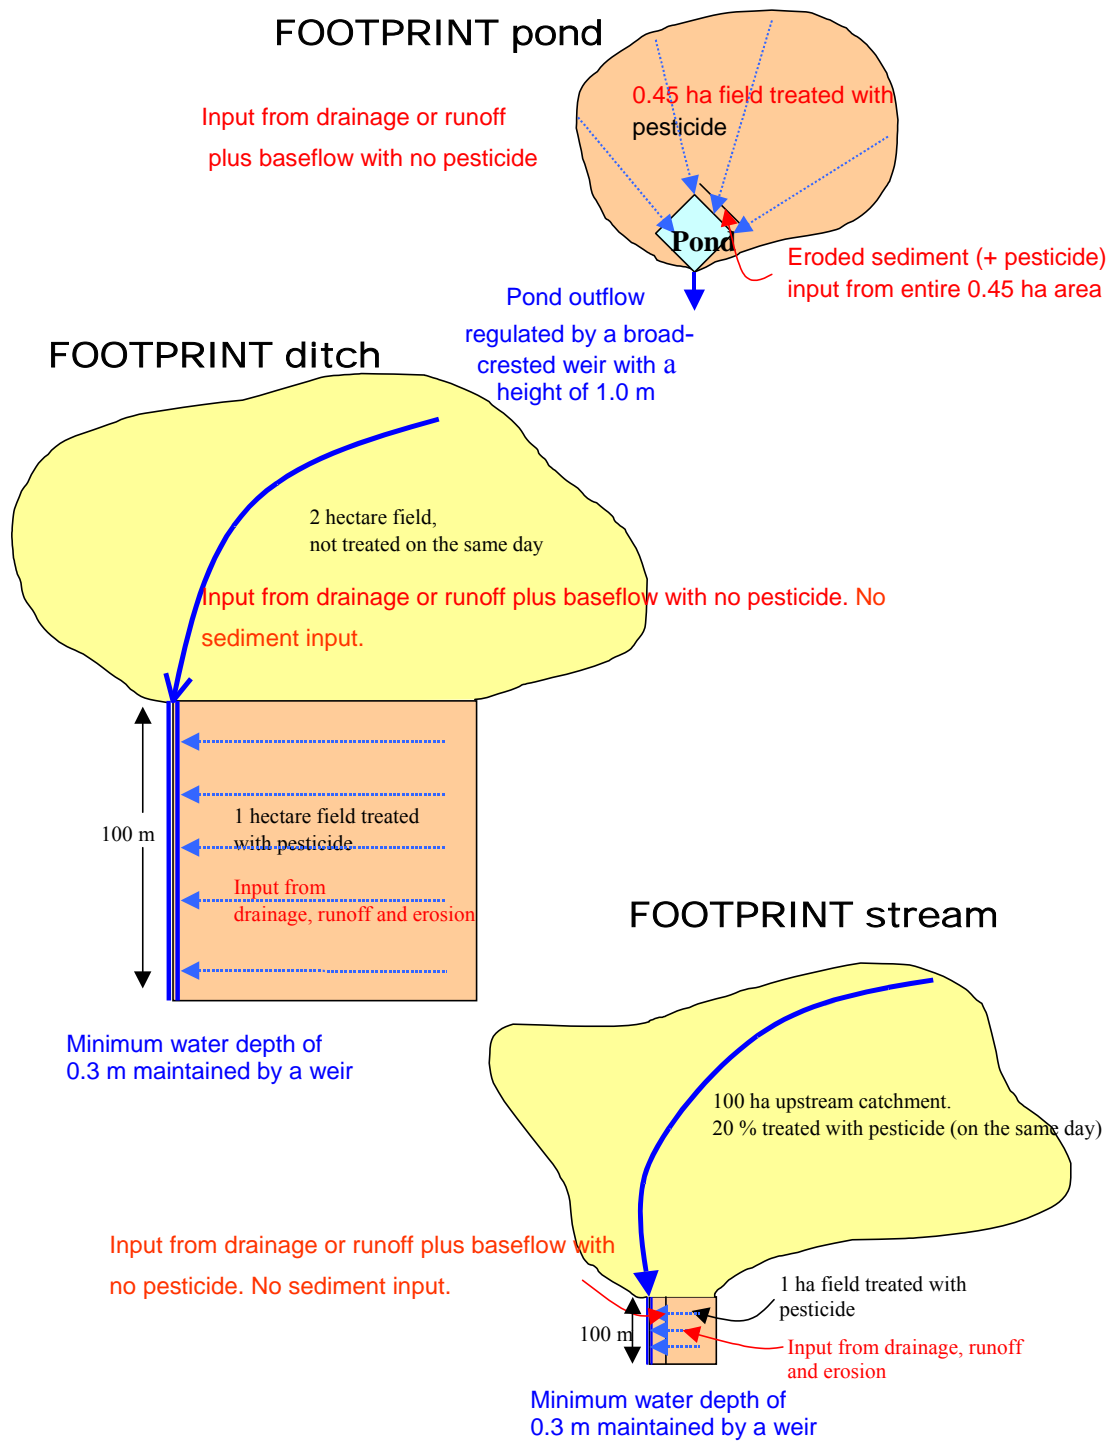 FOOTPRINT pond
Input from drainage or runoff
plus baseflow with no pesticide
0.45 ha field treated with
pesticide
Pond
Eroded sediment (+ pesticide)
input from entire 0.45 ha area
Pond outflow
regulated by a broad-
crested weir with a
height of 1.0 m
FOOTPRINT ditch
2 hectare field,
not treated on the same day
Input from drainage or runoff plus baseflow with no pesticide. No
sediment input.
100 m
1 hectare field treated
with pesticide
Input from
drainage, runoff and erosion
Minimum water depth of
0.3 m maintained by a weir
FOOTPRINT stream
100 ha upstream catchment.
20 % treated with pesticide (on the same day)
Input from drainage or runoff plus baseflow with
no pesticide. No sediment input.
1 ha field treated with
pesticide
100 m
Input from drainage, runoff
and erosion
Minimum water depth of
0.3 m maintained by a weir